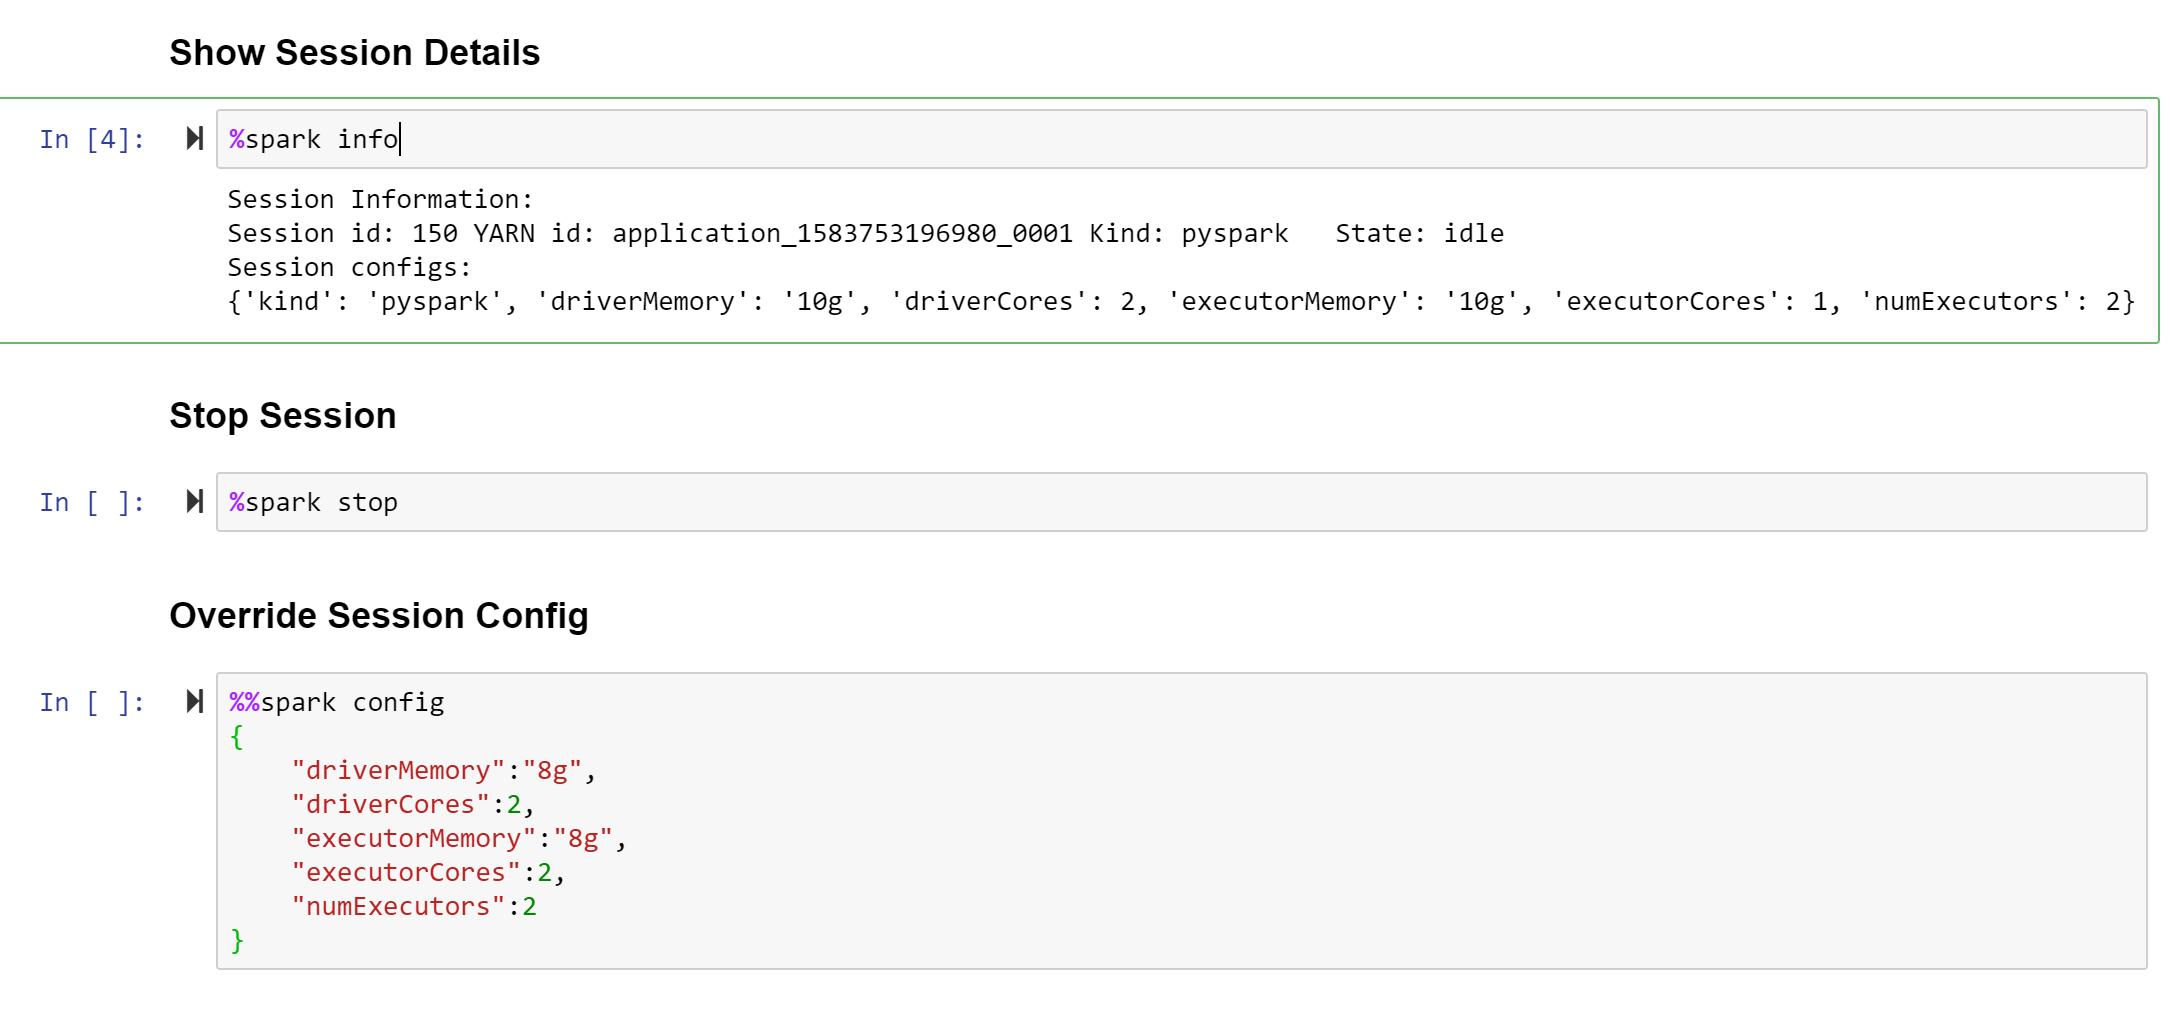 Show Session Details
In [4]: %spark info
Session Information:
Session id: 150 YARN id: application_1583753196980_0001 Kind: pyspark   State: idle
Session configs:
{'kind': 'pyspark', 'driverMemory': '10g', 'driverCores': 2, 'executorMemory': '10g', 'executorCores': 1, 'numExecutors': 2}
Stop Session
In [ ]: %spark stop
Override Session Config
In [ ]: %%spark config
{
    "driverMemory":"8g",
    "driverCores":2,
    "executorMemory":"8g",
    "executorCores":2,
    "numExecutors":2
}